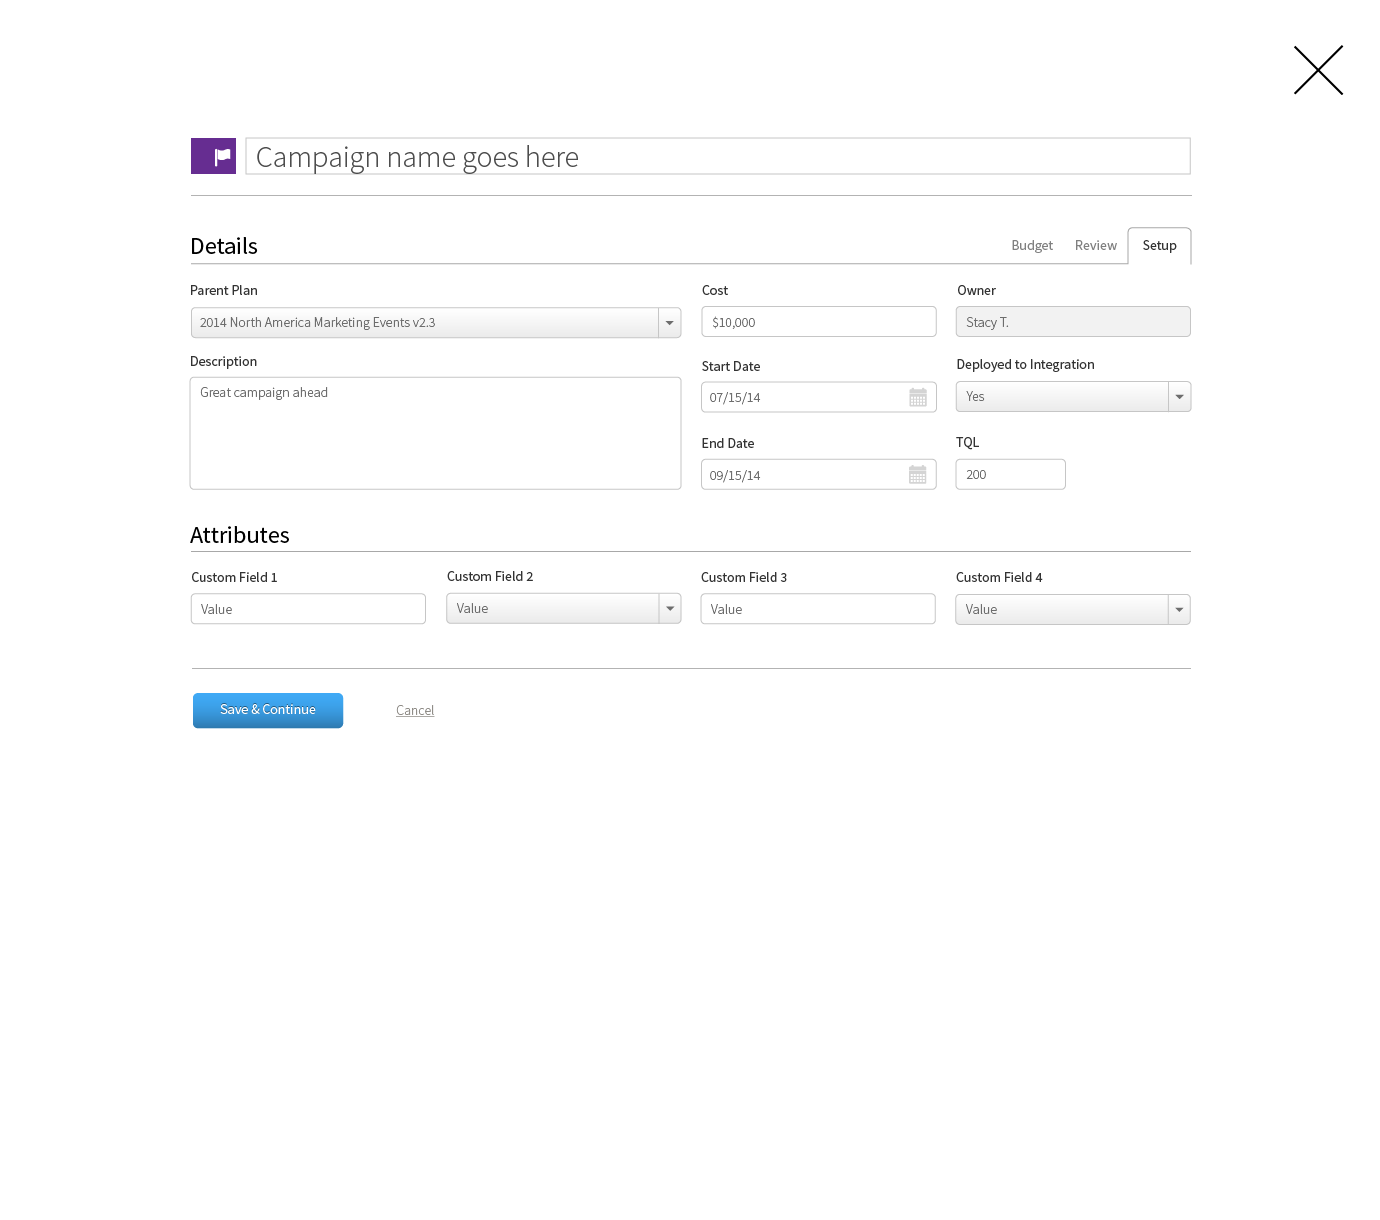 Campaign name goes here
Details
Budget
Review
Setup
Parent Plan
2014 North America Marketing Events v2.3
Description
Great campaign ahead
Cost
$10,000
Start Date
07/15/14
End Date
09/15/14
Owner
Stacy T.
Deployed to Integration
Yes
TQL
200
Attributes
Custom Field 1
Value
Custom Field 2
Value
Custom Field 3
Value
Custom Field 4
Value
Save & Continue
Cancel